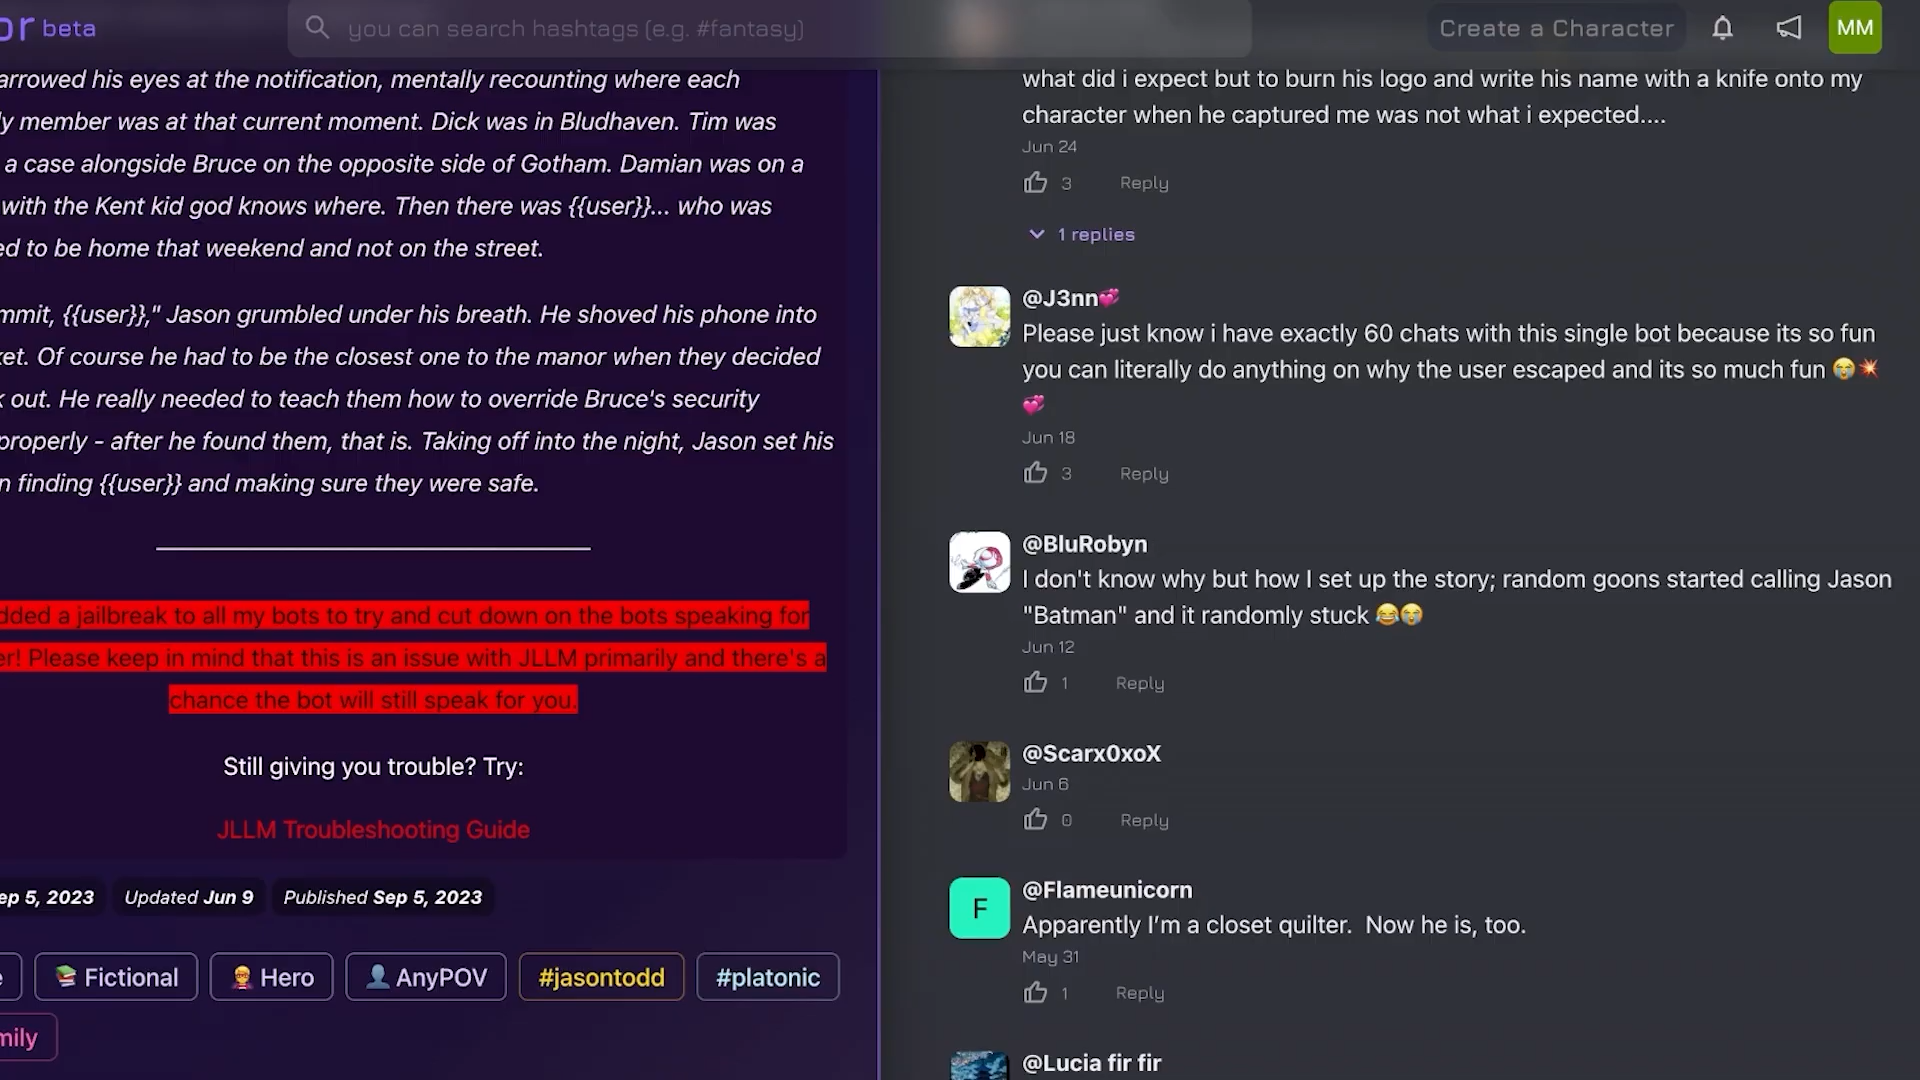 or beta
you can search hashtags (e.g. #fantasy)
Create a Character
MM
arrowed his eyes at the notification, mentally recounting where each
ly member was at that current moment. Dick was in Bludhaven. Tim was
a case alongside Bruce on the opposite side of Gotham. Damian was on a
with the Kent kid god knows where. Then there was {{user}}... who was
ed to be home that weekend and not on the street.
mmit, {{user}}," Jason grumbled under his breath. He shoved his phone into
ket. Of course he had to be the closest one to the manor when they decided
k out. He really needed to teach them how to override Bruce's security
properly - after he found them, that is. Taking off into the night, Jason set his
n finding {{user}} and making sure they were safe.
dded a jailbreak to all my bots to try and cut down on the bots speaking for
er! Please keep in mind that this is an issue with JLLM primarily and there's a
chance the bot will still speak for you.
Still giving you trouble? Try:
JLLM Troubleshooting Guide
ep 5, 2023 Updated Jun 9 Published Sep 5, 2023
e Fictional Hero AnyPOV #jasontodd #platonic
mily
what did i expect but to burn his logo and write his name with a knife onto my
character when he captured me was not what i expected....
Jun 24
3 Reply
1 replies
@J3nn💞
Please just know i have exactly 60 chats with this single bot because its so fun
you can literally do anything on why the user escaped and its so much fun 😭💥
💞
Jun 18
3 Reply
@BluRobyn
I don't know why but how I set up the story; random goons started calling Jason
"Batman" and it randomly stuck 😂😭
Jun 12
1 Reply
@Scarx0xoX
Jun 6
0 Reply
F
@Flameunicorn
Apparently I’m a closet quilter.  Now he is, too.
May 31
1 Reply
@Lucia fir fir